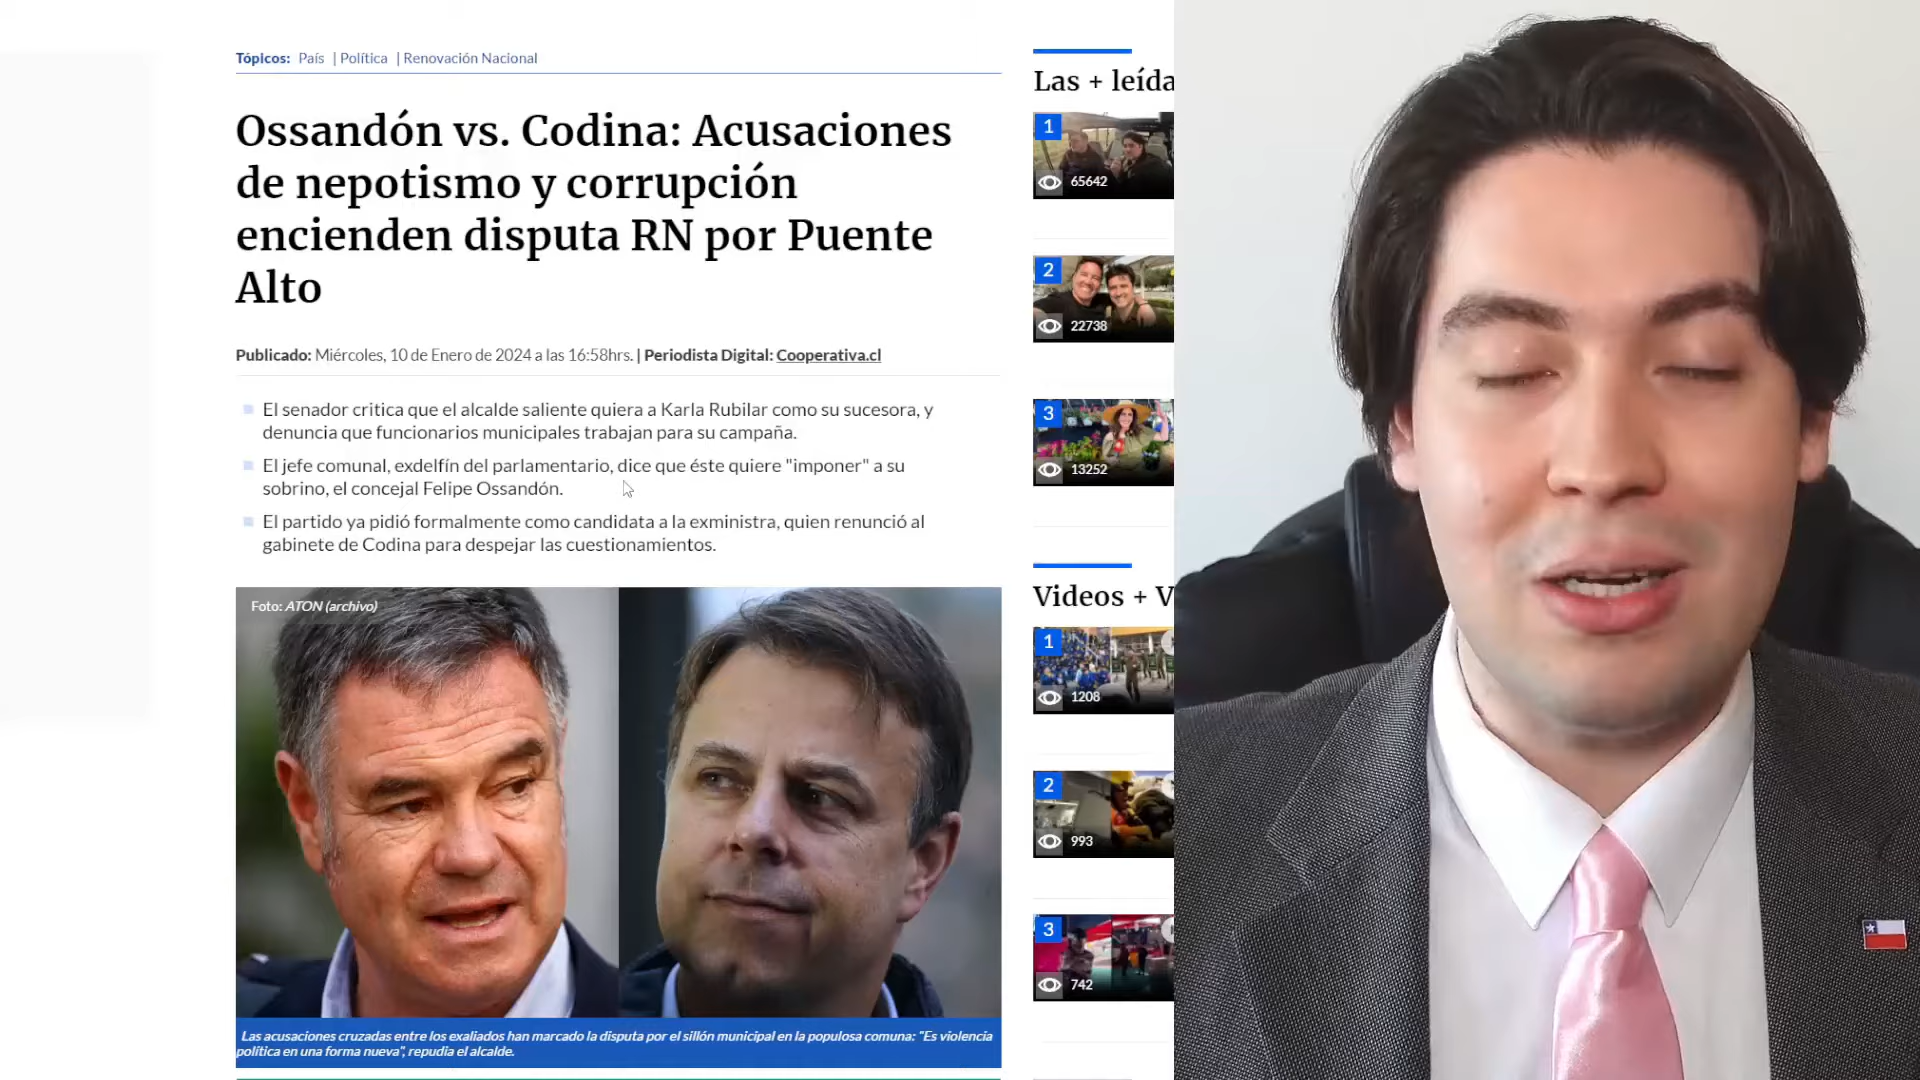 Tópicos: País | Política | Renovación Nacional
Ossandón vs. Codina: Acusaciones
de nepotismo y corrupción
encienden disputa RN por Puente
Alto
Publicado: Miércoles, 10 de Enero de 2024 a las 16:58hrs. | Periodista Digital: Cooperativa.cl
El senador critica que el alcalde saliente quiera a Karla Rubilar como su sucesora, y
denuncia que funcionarios municipales trabajan para su campaña.
El jefe comunal, exdelfín del parlamentario, dice que éste quiere "imponer" a su
sobrino, el concejal Felipe Ossandón.
El partido ya pidió formalmente como candidata a la exministra, quien renunció al
gabinete de Codina para despejar las cuestionamientos.
Foto: ATON (archivo)
Las acusaciones cruzadas entre los exaliados han marcado la disputa por el sillón municipal en la populosa comuna: "Es violencia
política en una forma nueva", repudia el alcalde.
Las + leída
1
65642
2
22738
3
13252
Videos + V
1
1208
2
993
3
742